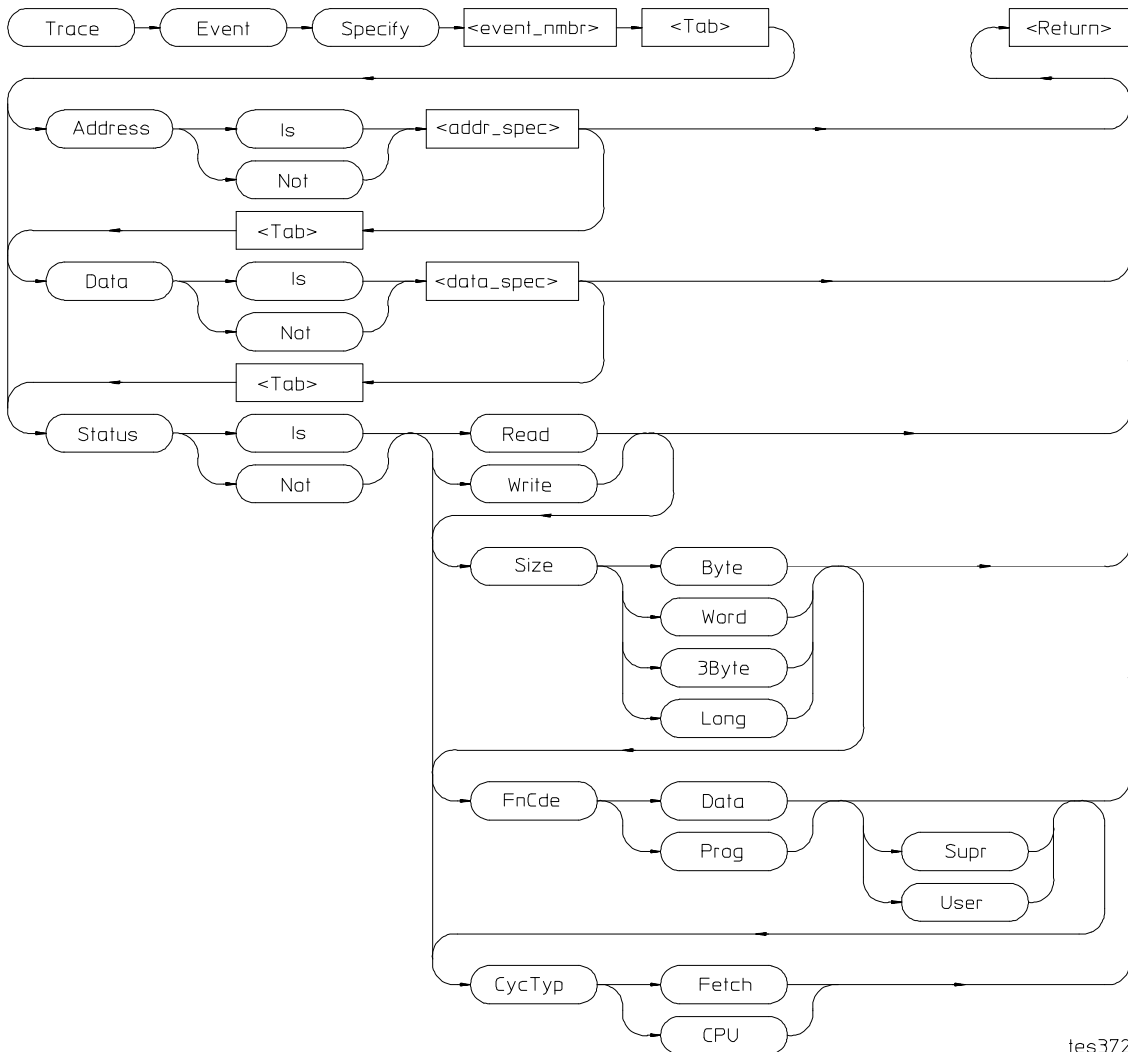 Trace Event Specify <event_nmbr> <Tab> <Return>
Address Is <addr_spec>
Not
<Tab>
Data Is <data_spec>
Not
<Tab>
Status Is Read
Not Write
Size Byte
Word
3Byte
Long
FnCde Data
Prog Supr
User
CycTyp Fetch
CPU
tes372